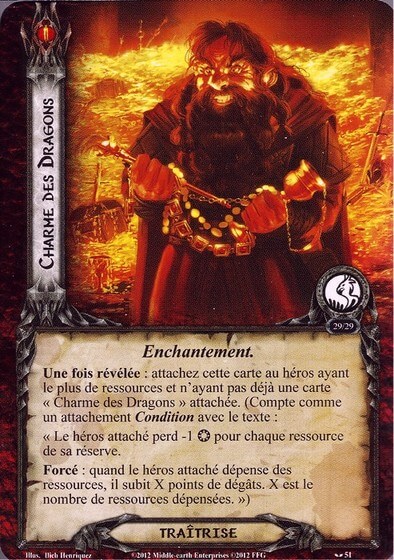 CHARME DES DRAGONS
29/29
Enchantement.
Une fois révélée : attachez cette carte au héros ayant
le plus de ressources et n'ayant pas déjà une carte
« Charme des Dragons » attachée. (Compte comme
un attachement Condition avec le texte :
« Le héros attaché perd -1 pour chaque ressource
de sa réserve.
Forcé : quand le héros attaché dépense des
ressources, il subit X points de dégâts. X est le
nombre de ressources dépensées. »)
TRAÎTRISE
Illus. Ilich Henriquez ©2012 Middle-earth Enterprises ©2012 FFG 51